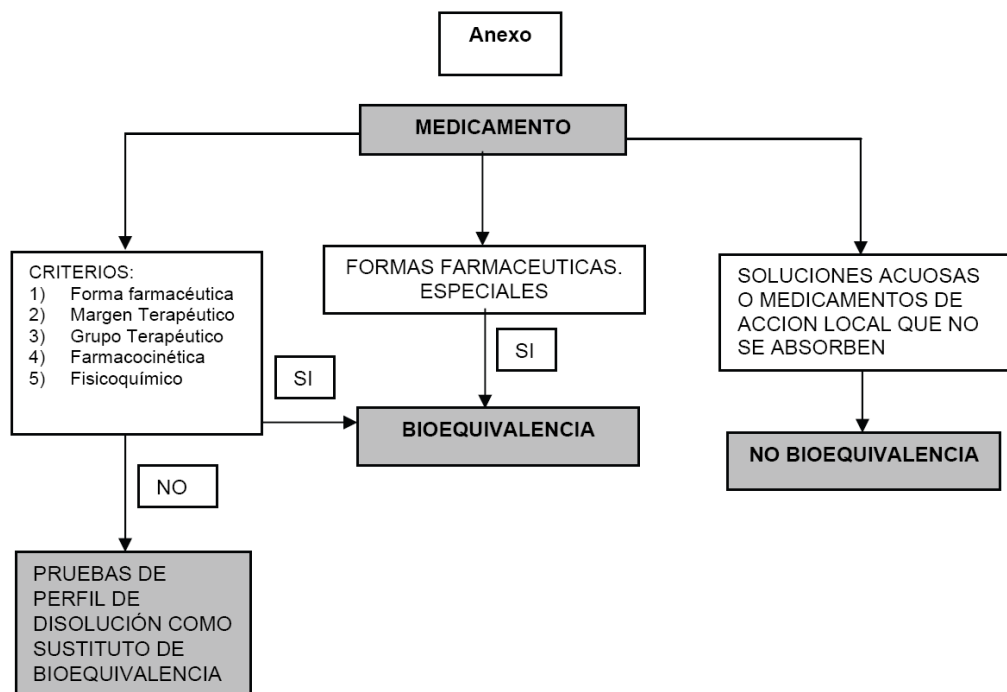 Anexo
MEDICAMENTO
CRITERIOS:
1) Forma farmacéutica
2) Margen Terapéutico
3) Grupo Terapéutico
4) Farmacocinética
5) Fisicoquímico
FORMAS FARMACEUTICAS.
ESPECIALES
SOLUCIONES ACUOSAS
O MEDICAMENTOS DE
ACCION LOCAL QUE NO
SE ABSORBEN
SI
SI
BIOEQUIVALENCIA
NO BIOEQUIVALENCIA
NO
PRUEBAS DE
PERFIL DE
DISOLUCIÓN COMO
SUSTITUTO DE
BIOEQUIVALENCIA